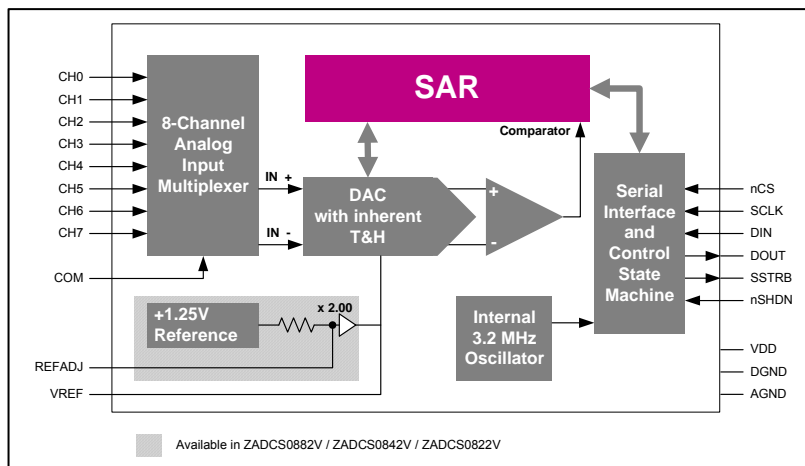 CH0
CH1
CH2
CH3
CH4
CH5
CH6
CH7
COM
REFADJ
VREF
8-Channel
Analog
Input
Multiplexer
IN +
IN -
SAR
Comparator
DAC
with inherent
T&H
+
-
+1.25V
Reference
x 2.00
Internal
3.2 MHz
Oscillator
Serial
Interface
and
Control
State
Machine
nCS
SCLK
DIN
DOUT
SSTRB
nSHDN
VDD
DGND
AGND
Available in ZADCS0882V / ZADCS0842V / ZADCS0822V